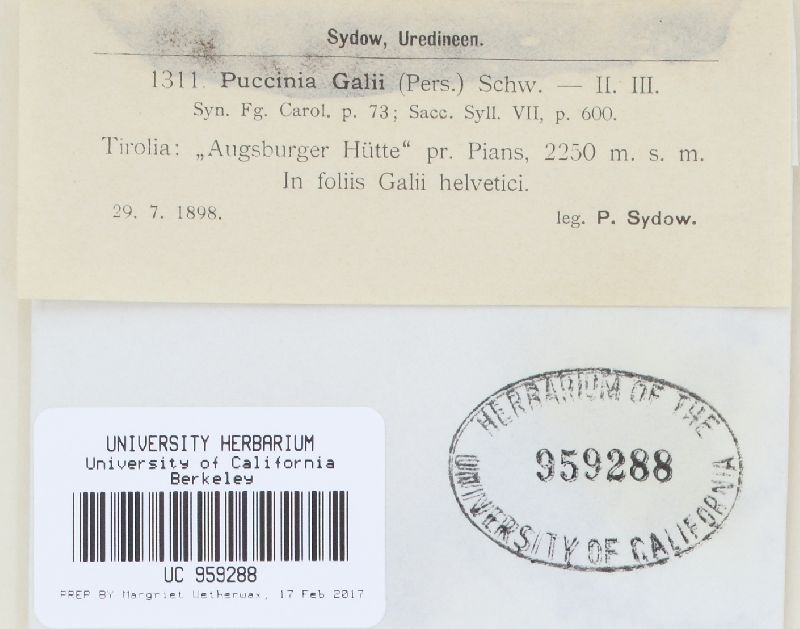 Sydow, Uredineen.
1311. Puccinia Galii (Pers.) Schw. — II. III.
Syn. Fg. Carol. p. 73; Sacc. Syll. VII, p. 600.
Tirolia: „Augsburger Hütte“ pr. Pians, 2250 m. s. m.
In foliis Galii helvetici.
29. 7. 1898.
leg. P. Sydow.
HERBARIUM OF THE
959288
UNIVERSITY OF CALIFORNIA
UNIVERSITY HERBARIUM
University of California
Berkeley
UC 959288
PREP BY Margriet Wetherwax, 17 Feb 2017